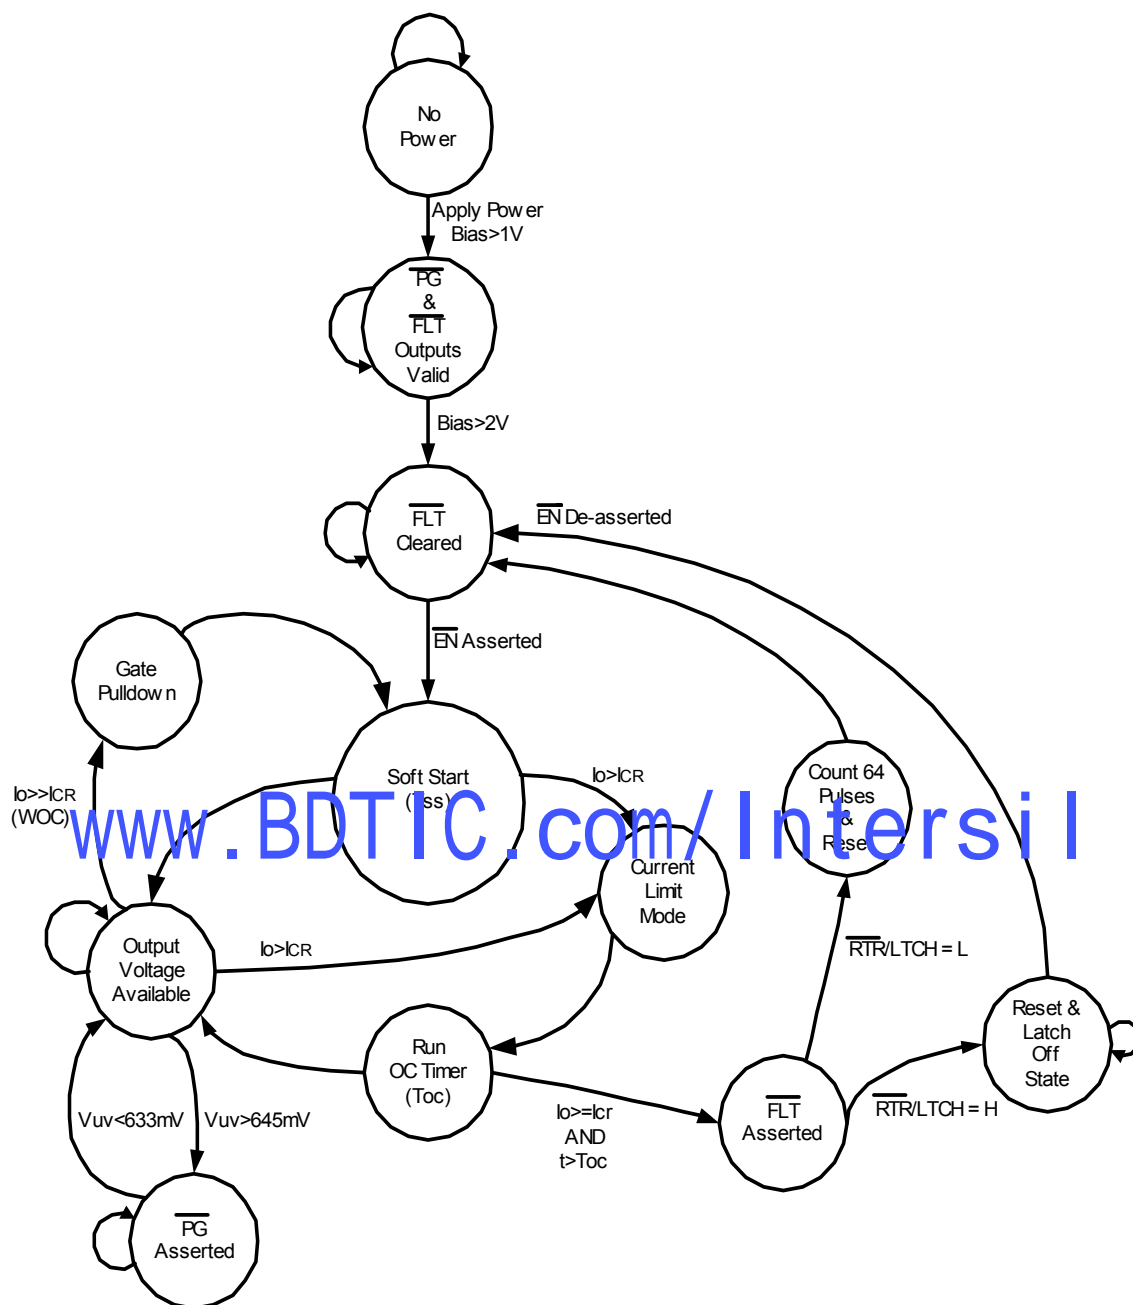 No
Power
Apply Power
Bias>1V
PG
&
FLT
Outputs
Valid
Bias>2V
FLT
Cleared
EN De-asserted
EN Asserted
Gate
Pulldown
Io>>ICR
(WOC)
Soft Start
(Tss)
Io>ICR
Count 64
Pulses
&
Reset
www.BDTIC.com/Intersil
Current
Limit
Mode
Output
Voltage
Available
Io>ICR
RTR/LTCH = L
Run
OC Timer
(Toc)
Reset &
Latch
Off
State
Vuv<633mV
Vuv>645mV
Io>=Icr
AND
t>Toc
FLT
Asserted
RTR/LTCH = H
PG
Asserted